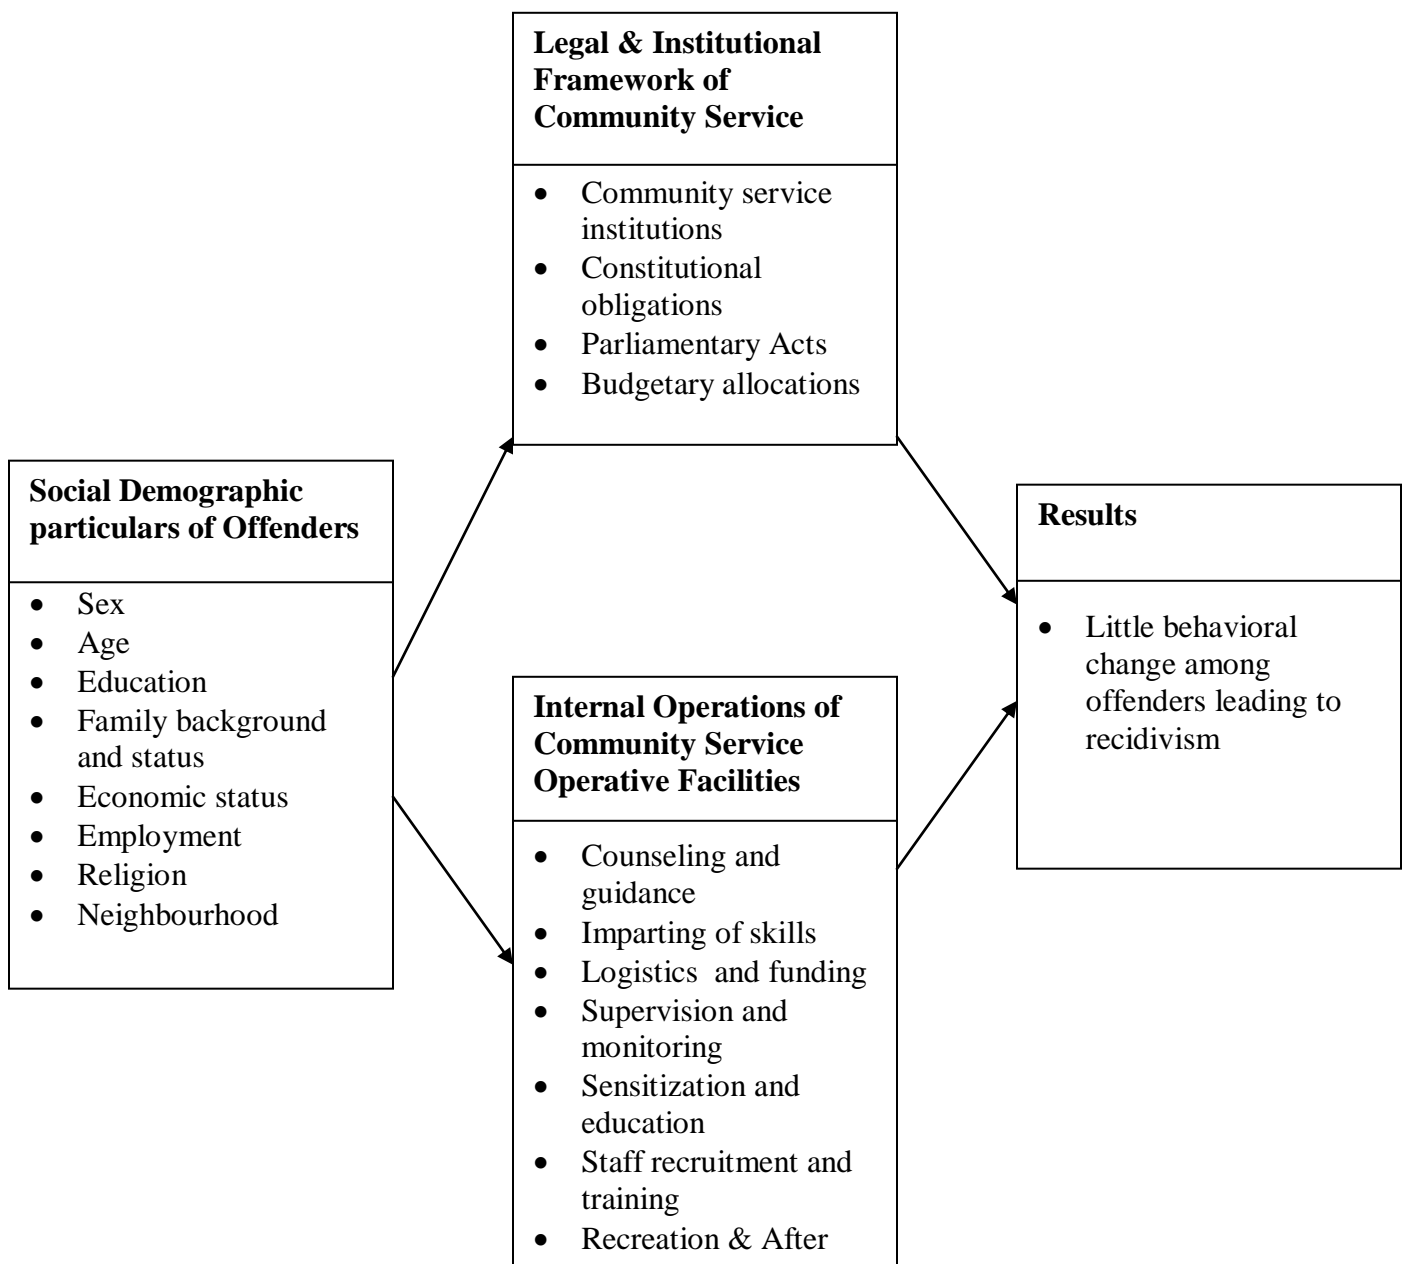 Legal & Institutional
Framework of
Community Service
• Community service
institutions
• Constitutional
obligations
• Parliamentary Acts
• Budgetary allocations
Social Demographic
particulars of Offenders
• Sex
• Age
• Education
• Family background
and status
• Economic status
• Employment
• Religion
• Neighbourhood
Internal Operations of
Community Service
Operative Facilities
• Counseling and
guidance
• Imparting of skills
• Logistics and funding
• Supervision and
monitoring
• Sensitization and
education
• Staff recruitment and
training
• Recreation & After
Results
• Little behavioral
change among
offenders leading to
recidivism